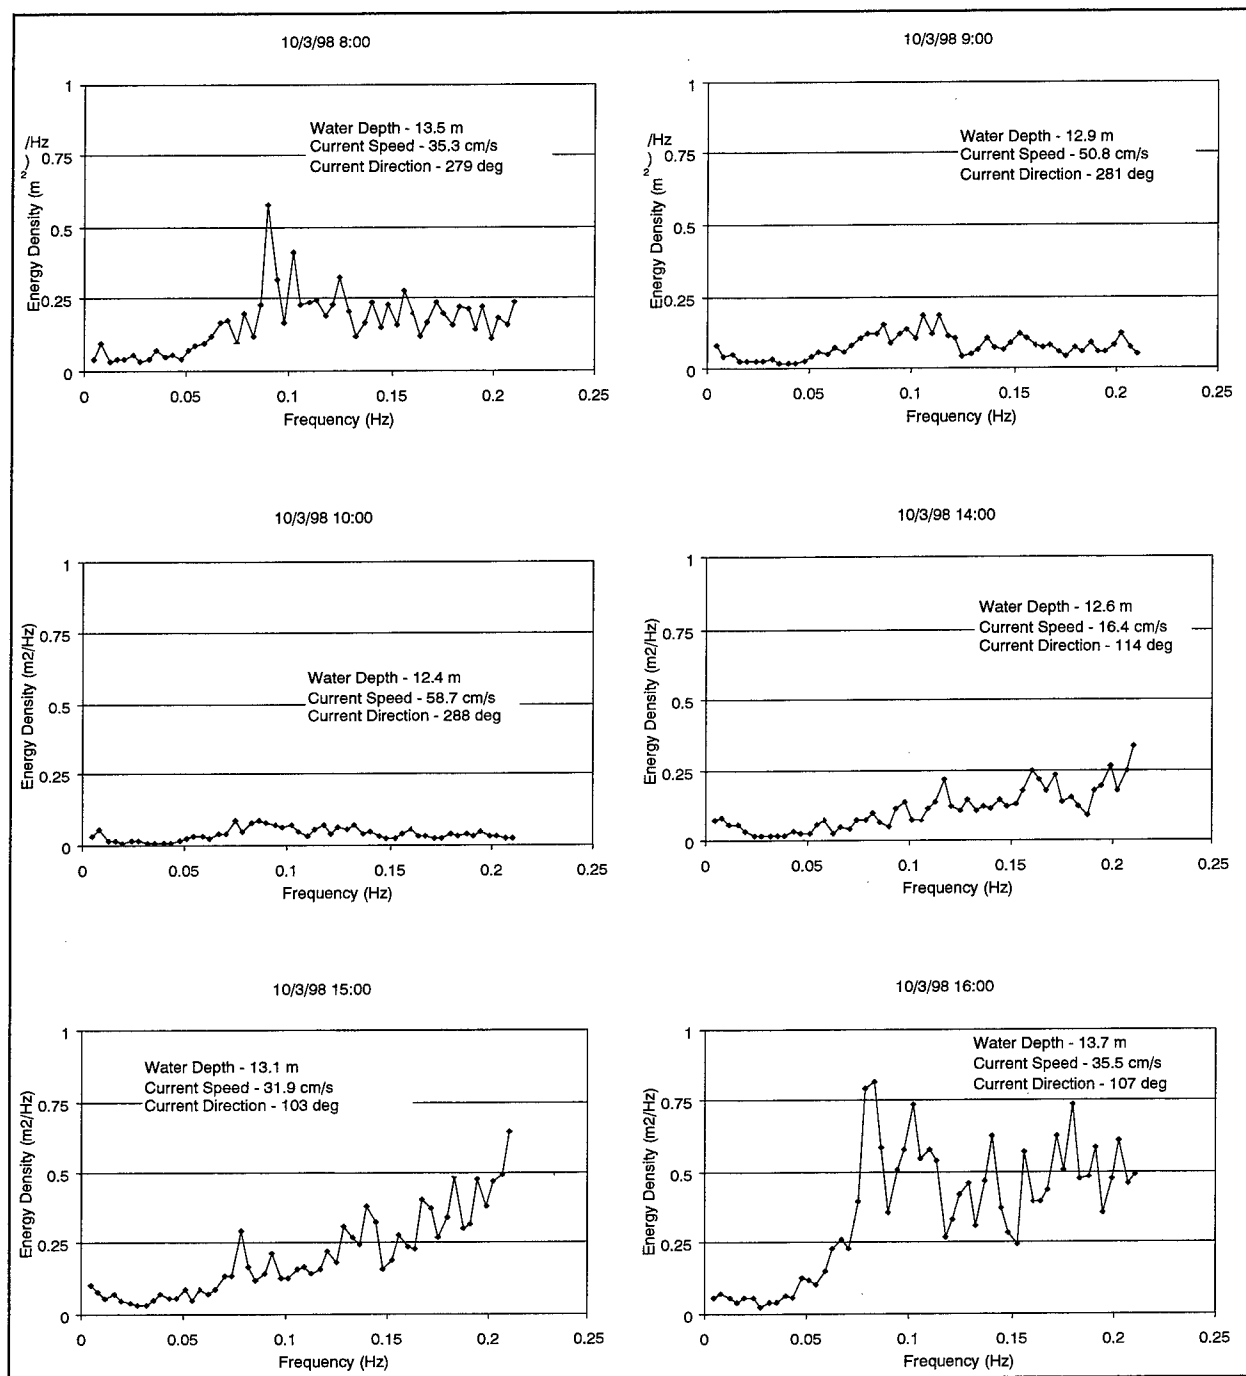 10/3/98 8:00
1
0.75
0.5
0.25
0
Energy Density (m²)/Hz
Water Depth - 13.5 m
Current Speed - 35.3 cm/s
Current Direction - 279 deg
0 0.05 0.1 0.15 0.2 0.25
Frequency (Hz)
10/3/98 9:00
1
0.75
0.5
0.25
0
Energy Density (m²)/Hz
Water Depth - 12.9 m
Current Speed - 50.8 cm/s
Current Direction - 281 deg
0 0.05 0.1 0.15 0.2 0.25
Frequency (Hz)
10/3/98 10:00
1
0.75
0.5
0.25
0
Energy Density (m2/Hz)
Water Depth - 12.4 m
Current Speed - 58.7 cm/s
Current Direction - 288 deg
0 0.05 0.1 0.15 0.2 0.25
Frequency (Hz)
10/3/98 14:00
1
0.75
0.5
0.25
0
Energy Density (m2/Hz)
Water Depth - 12.6 m
Current Speed - 16.4 cm/s
Current Direction - 114 deg
0 0.05 0.1 0.15 0.2 0.25
Frequency (Hz)
10/3/98 15:00
1
0.75
0.5
0.25
0
Energy Density (m2/Hz)
Water Depth - 13.1 m
Current Speed - 31.9 cm/s
Current Direction - 103 deg
0 0.05 0.1 0.15 0.2 0.25
Frequency (Hz)
10/3/98 16:00
1
0.75
0.5
0.25
0
Energy Density (m2/Hz)
Water Depth - 13.7 m
Current Speed - 35.5 cm/s
Current Direction - 107 deg
0 0.05 0.1 0.15 0.2 0.25
Frequency (Hz)